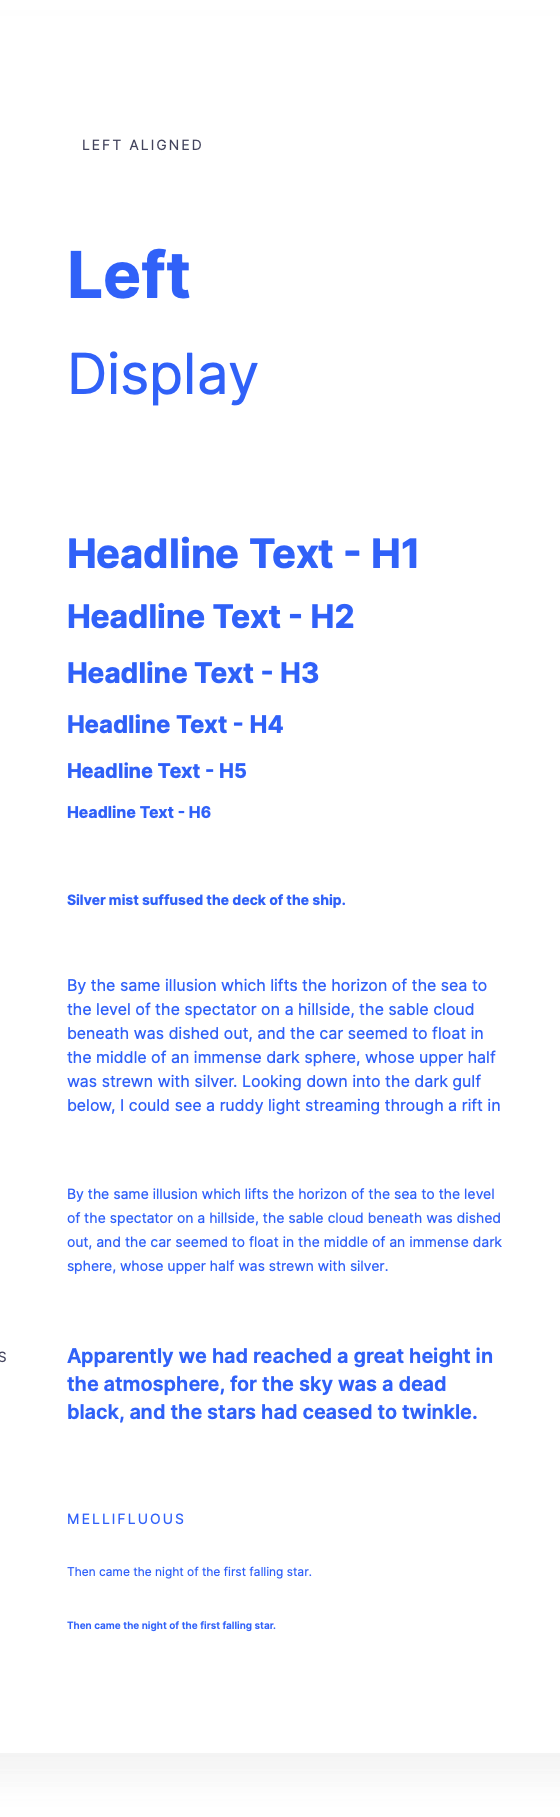 LEFT ALIGNED
Left
Display
Headline Text - H1
Headline Text - H2
Headline Text - H3
Headline Text - H4
Headline Text - H5
Headline Text - H6
Silver mist suffused the deck of the ship.
By the same illusion which lifts the horizon of the sea to
the level of the spectator on a hillside, the sable cloud
beneath was dished out, and the car seemed to float in
the middle of an immense dark sphere, whose upper half
was strewn with silver. Looking down into the dark gulf
below, I could see a ruddy light streaming through a rift in
By the same illusion which lifts the horizon of the sea to the level
of the spectator on a hillside, the sable cloud beneath was dished
out, and the car seemed to float in the middle of an immense dark
sphere, whose upper half was strewn with silver.
S
Apparently we had reached a great height in
the atmosphere, for the sky was a dead
black, and the stars had ceased to twinkle.
MELLIFLUOUS
Then came the night of the first falling star.
Then came the night of the first falling star.